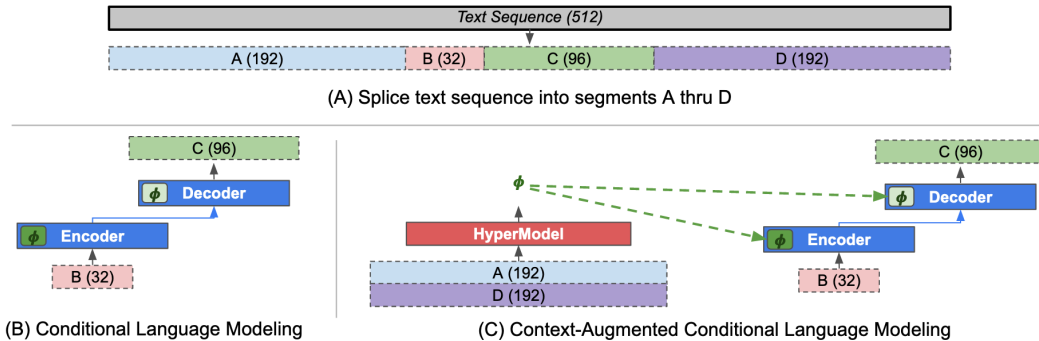 Text Sequence (512)
A (192) B (32) C (96) D (192)
(A) Splice text sequence into segments A thru D
C (96)
ϕ Decoder
ϕ Encoder
B (32)
(B) Conditional Language Modeling
C (96)
ϕ
ϕ Decoder
HyperModel
ϕ Encoder
A (192)
D (192)
B (32)
(C) Context-Augmented Conditional Language Modeling